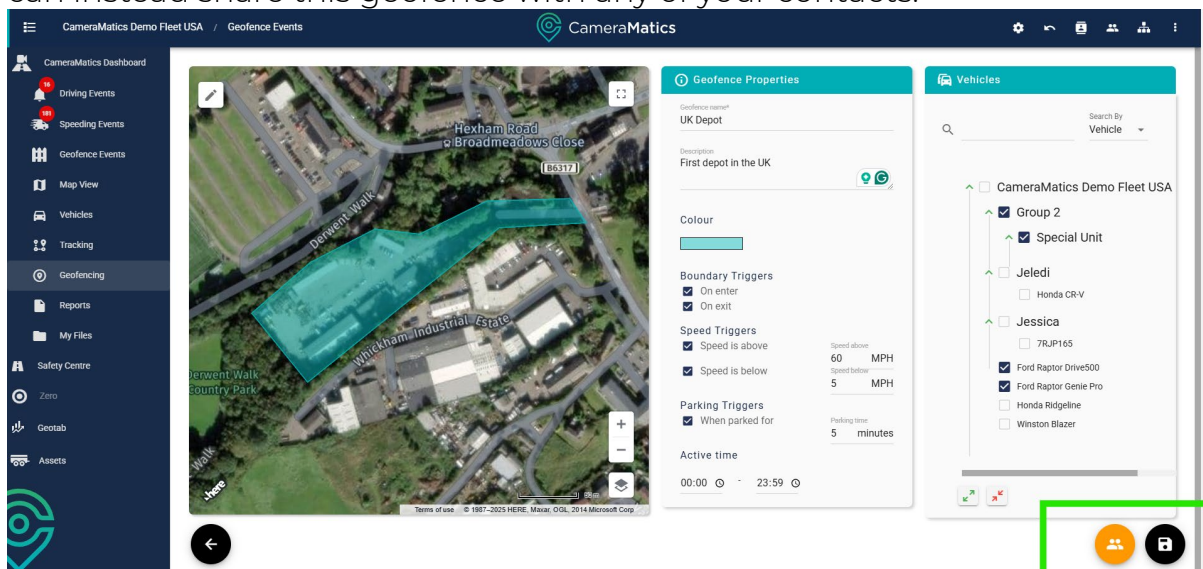 can instead share this geofence with any of your contacts.
CameraMatics Demo Fleet USA / Geofence Events
CameraMatics
CameraMatics Dashboard
16
Driving Events
181
Speeding Events
Geofence Events
Map View
Vehicles
Tracking
Geofencing
Reports
My Files
Safety Centre
Zero
Geotab
Assets
Hexham Road
Broadmeadows Close
B6317
Derwent Walk
Whickham Industrial Estate
Derwent Walk
Country Park
Walk
here
Terms of use © 1987–2025 HERE, Maxar, OGL, 2014 Microsoft Corp
Geofence Properties
Geofence name*
UK Depot
Description
First depot in the UK
Colour
Boundary Triggers
On enter
On exit
Speed Triggers
Speed is above
Speed above
60 MPH
Speed is below
Speed below
5 MPH
Parking Triggers
When parked for
Parking time
5 minutes
Active time
00:00 - 23:59
Vehicles
Search By
Vehicle
CameraMatics Demo Fleet USA
Group 2
Special Unit
Jeledi
Honda CR-V
Jessica
7RJP165
Ford Raptor Drive500
Ford Raptor Genie Pro
Honda Ridgeline
Winston Blazer